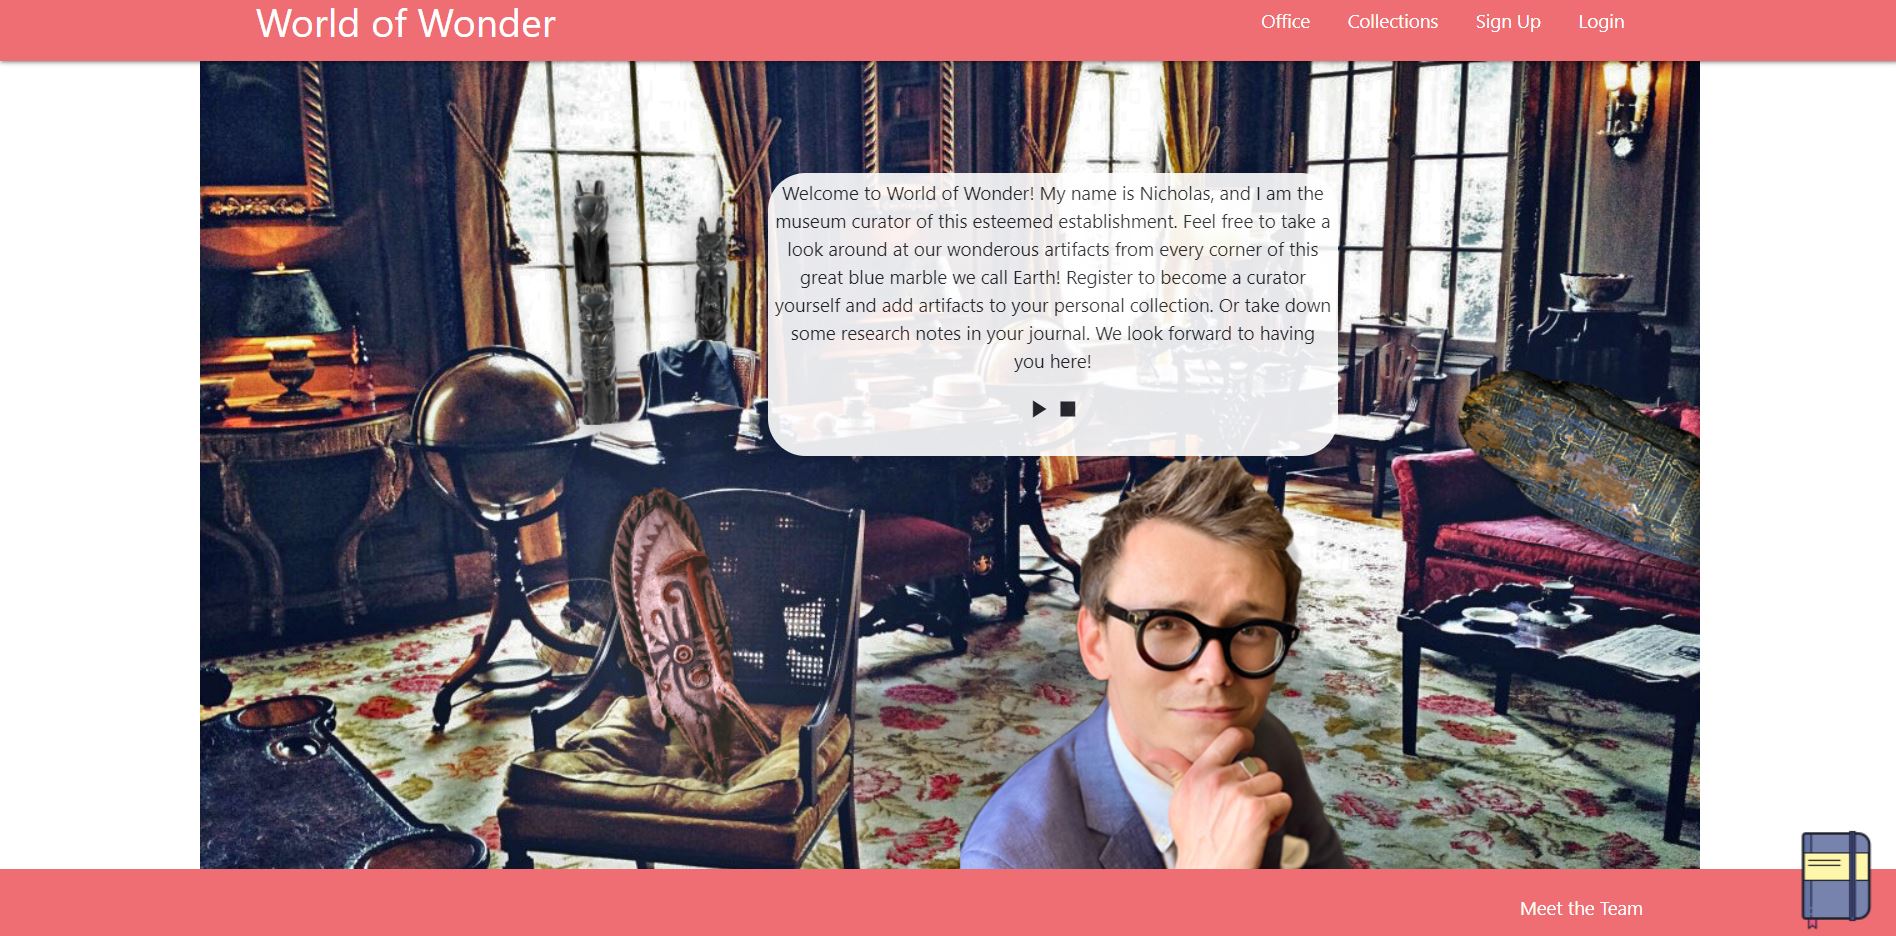 World of Wonder
Office
Collections
Sign Up
Login
Welcome to World of Wonder! My name is Nicholas, and I am the
museum curator of this esteemed establishment. Feel free to take a
look around at our wonderous artifacts from every corner of this
great blue marble we call Earth! Register to become a curator
yourself and add artifacts to your personal collection. Or take down
some research notes in your journal. We look forward to having
you here!
Meet the Team